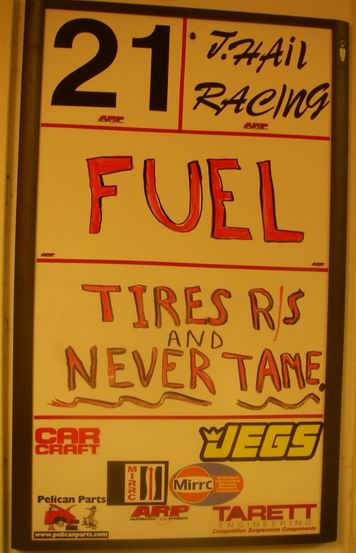 21
J.HAIL
RACING
ARP
ARP
FUEL
TIRES R/S
AND
NEVER TAME.
CAR
CRAFT
JEGS
MIRRC
Mirrc
Pelican Parts
ARP
www.pelicanparts.com
TARETT
ENGINEERING
Competition Suspension Components